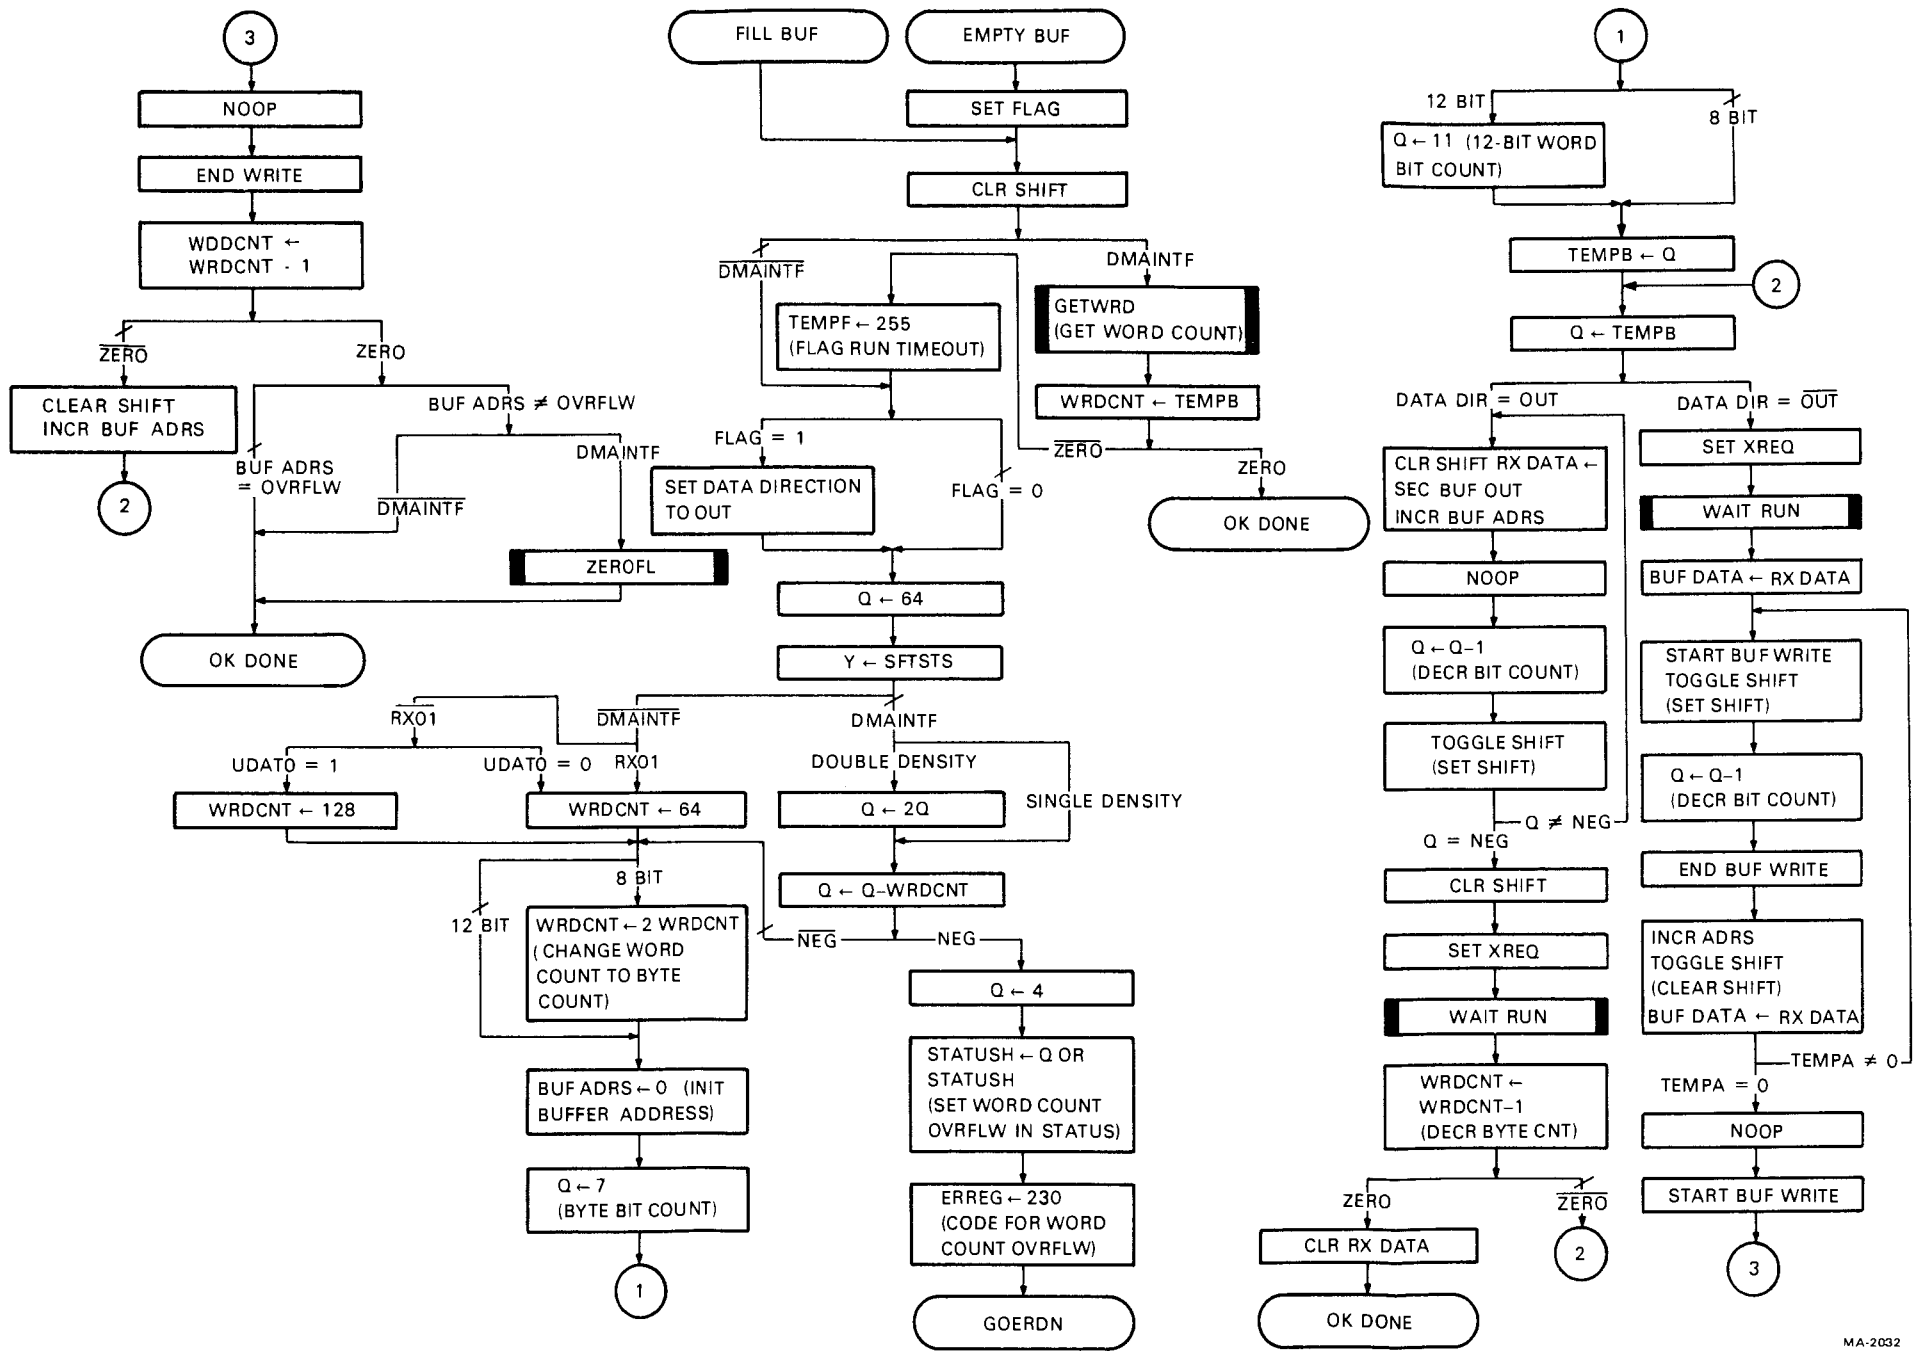 3
NOOP
END WRITE
WDDCNT ←
WRDCNT - 1
Z̅E̅R̅O̅
ZERO
CLEAR SHIFT
INCR BUF ADRS
2
BUF ADRS
= OVRFLW
BUF ADRS ≠ OVRFLW
D̅M̅A̅I̅N̅T̅F̅
DMAINTF
ZEROFL
OK DONE
FILL BUF
EMPTY BUF
SET FLAG
CLR SHIFT
D̅M̅A̅I̅N̅T̅F̅
DMAINTF
TEMPF ← 255
(FLAG RUN TIMEOUT)
GETWRD
(GET WORD COUNT)
WRDCNT ← TEMPB
Z̅E̅R̅O̅
ZERO
OK DONE
FLAG = 1
FLAG = 0
SET DATA DIRECTION
TO OUT
Q ← 64
Y ← SFTSTS
D̅M̅A̅I̅N̅T̅F̅
DMAINTF
R̅X̅0̅1̅
RX01
UDAT0 = 1
UDAT0 = 0
DOUBLE DENSITY
SINGLE DENSITY
WRDCNT ← 128
WRDCNT ← 64
Q ← 2Q
8 BIT
12 BIT
Q ← Q-WRDCNT
N̅E̅G̅
NEG
WRDCNT ← 2 WRDCNT
(CHANGE WORD
COUNT TO BYTE
COUNT)
BUF ADRS ← 0 (INIT
BUFFER ADDRESS)
Q ← 7
(BYTE BIT COUNT)
1
Q ← 4
STATUSH ← Q OR
STATUSH
(SET WORD COUNT
OVRFLW IN STATUS)
ERREG ← 230
(CODE FOR WORD
COUNT OVRFLW)
GOERDN
1
12 BIT
8 BIT
Q ← 11 (12-BIT WORD
BIT COUNT)
TEMPB ← Q
2
Q ← TEMPB
DATA DIR = OUT
DATA DIR = O̅U̅T̅
CLR SHIFT RX DATA ←
SEC BUF OUT
INCR BUF ADRS
NOOP
Q ← Q-1
(DECR BIT COUNT)
TOGGLE SHIFT
(SET SHIFT)
Q ≠ NEG
Q = NEG
CLR SHIFT
SET XREQ
WAIT RUN
WRDCNT ←
WRDCNT-1
(DECR BYTE CNT)
ZERO
Z̅E̅R̅O̅
CLR RX DATA
2
OK DONE
SET XREQ
WAIT RUN
BUF DATA ← RX DATA
START BUF WRITE
TOGGLE SHIFT
(SET SHIFT)
Q ← Q-1
(DECR BIT COUNT)
END BUF WRITE
INCR ADRS
TOGGLE SHIFT
(CLEAR SHIFT)
BUF DATA ← RX DATA
TEMPA ≠ 0
TEMPA = 0
NOOP
START BUF WRITE
3
MA-2032